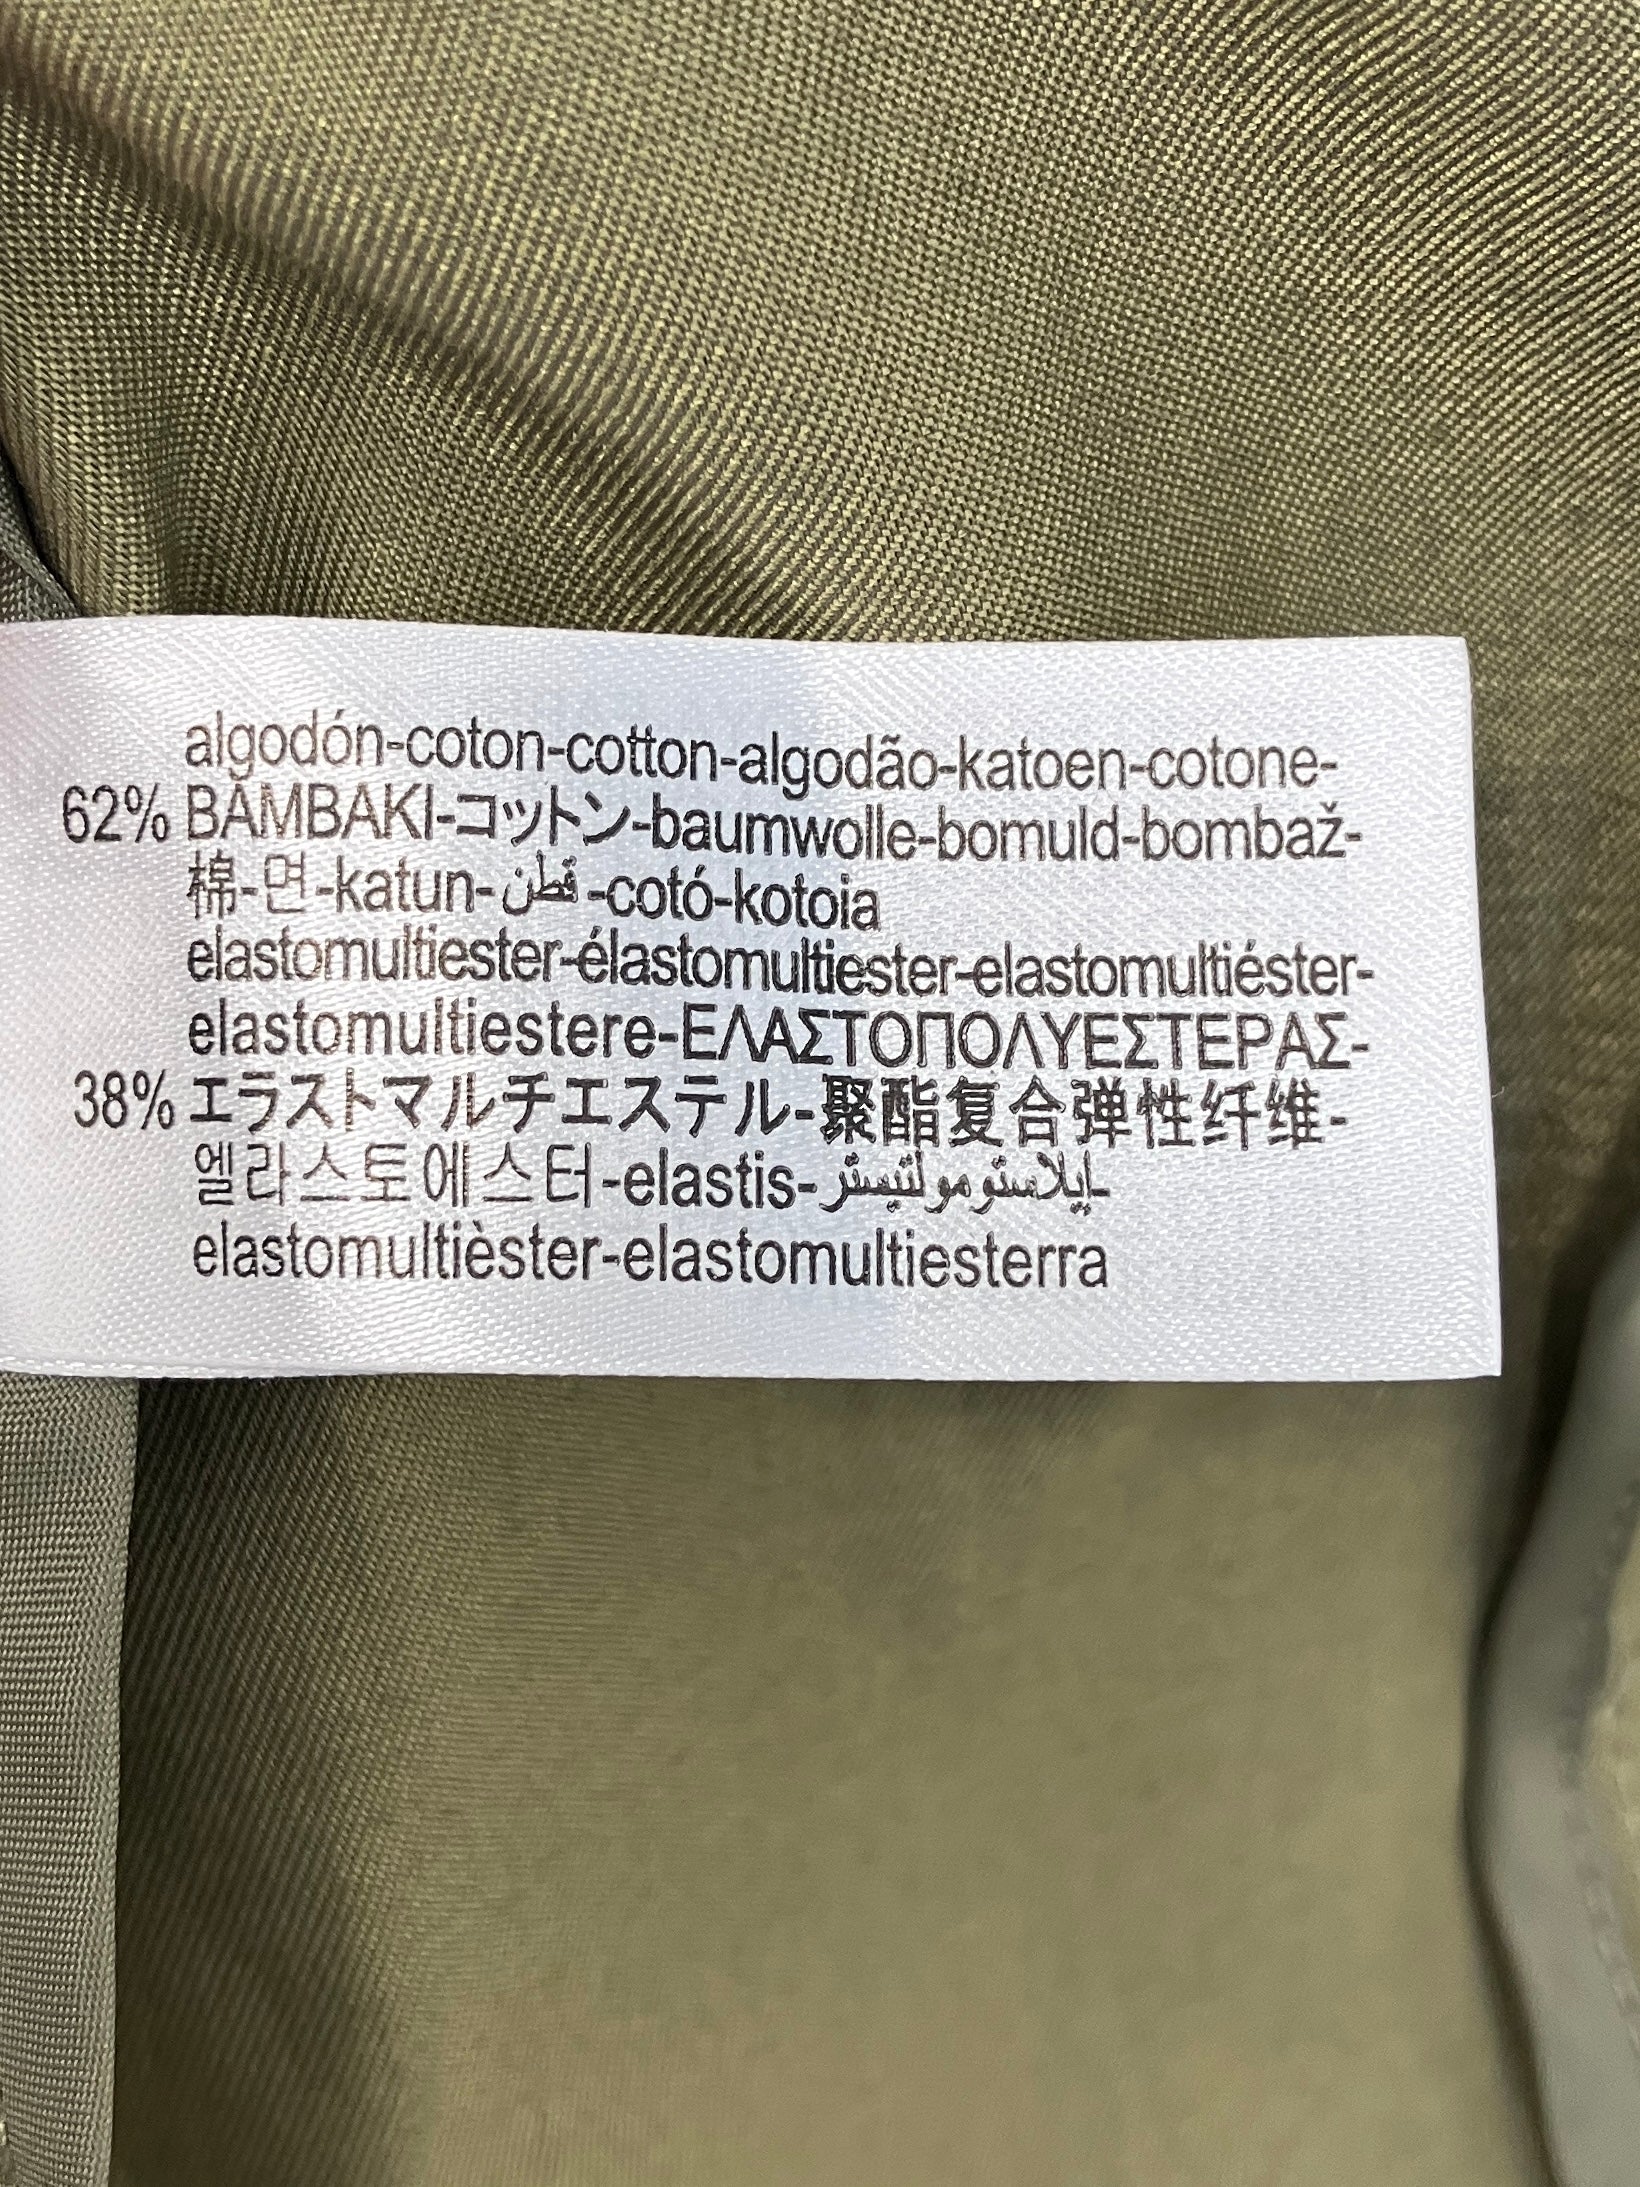 algodón-coton-cotton-algodão-katoen-cotone-
62% BAMBAKI-コットン-baumwolle-bomuld-bombaž-
棉-면-katun-قطن-cotó-kotoia
elastomultiester-élastomultiester-elastomultiéster-
elastomultiestere-ΕΛΑΣΤΟΠΟΛΥΕΣΤΕΡΑΣ-
38% エラストマルチエステル-聚酯复合弹性纤维-
엘라스토에스터-elastis-إيلاستومولتيستر-
elastomultièster-elastomultiesterra